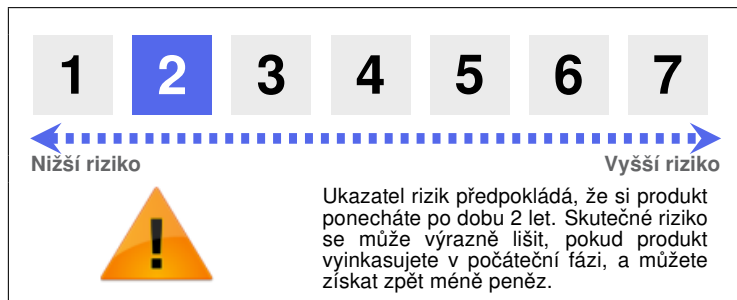 1 2 3 4 5 6 7
Nižší riziko Vyšší riziko
Ukazatel rizik předpokládá, že si produkt
ponecháte po dobu 2 let. Skutečné riziko
se může výrazně lišit, pokud produkt
vyinkasujete v počáteční fázi, a můžete
získat zpět méně peněz.